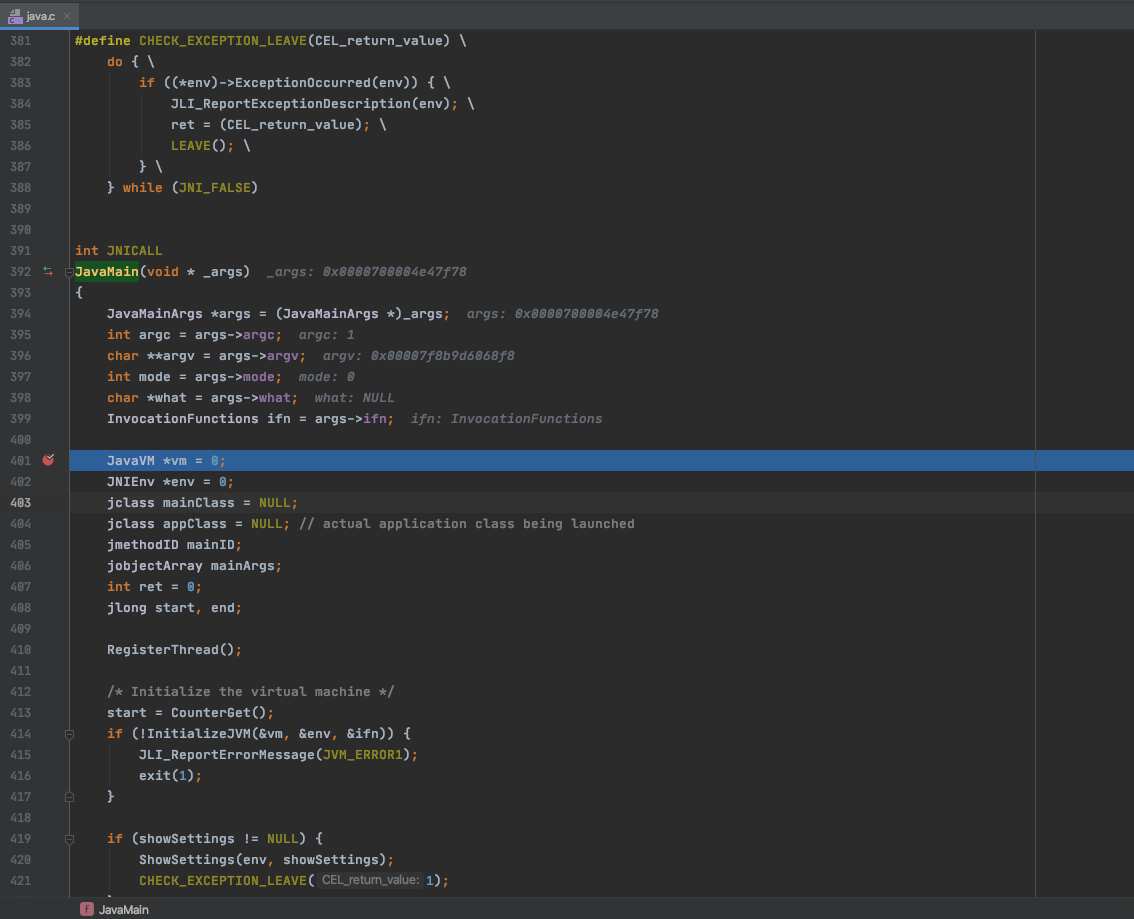 java.c
381 #define CHECK_EXCEPTION_LEAVE(CEL_return_value) \
382 do { \
383 if ((*env)->ExceptionOccurred(env)) { \
384 JLI_ReportExceptionDescription(env); \
385 ret = (CEL_return_value); \
386 LEAVE(); \
387 } \
388 } while (JNI_FALSE)
389
390
391 int JNICALL
392 JavaMain(void * _args) _args: 0x0000700004e47f78
393 {
394 JavaMainArgs *args = (JavaMainArgs *)_args; args: 0x0000700004e47f78
395 int argc = args->argc; argc: 1
396 char **argv = args->argv; argv: 0x00007f8b9d6068f8
397 int mode = args->mode; mode: 0
398 char *what = args->what; what: NULL
399 InvocationFunctions ifn = args->ifn; ifn: InvocationFunctions
400
401 JavaVM *vm = 0;
402 JNIEnv *env = 0;
403 jclass mainClass = NULL;
404 jclass appClass = NULL; // actual application class being launched
405 jmethodID mainID;
406 jobjectArray mainArgs;
407 int ret = 0;
408 jlong start, end;
409
410 RegisterThread();
411
412 /* Initialize the virtual machine */
413 start = CounterGet();
414 if (!InitializeJVM(&vm, &env, &ifn)) {
415 JLI_ReportErrorMessage(JVM_ERROR1);
416 exit(1);
417 }
418
419 if (showSettings != NULL) {
420 ShowSettings(env, showSettings);
421 CHECK_EXCEPTION_LEAVE( CEL_return_value: 1);
f JavaMain